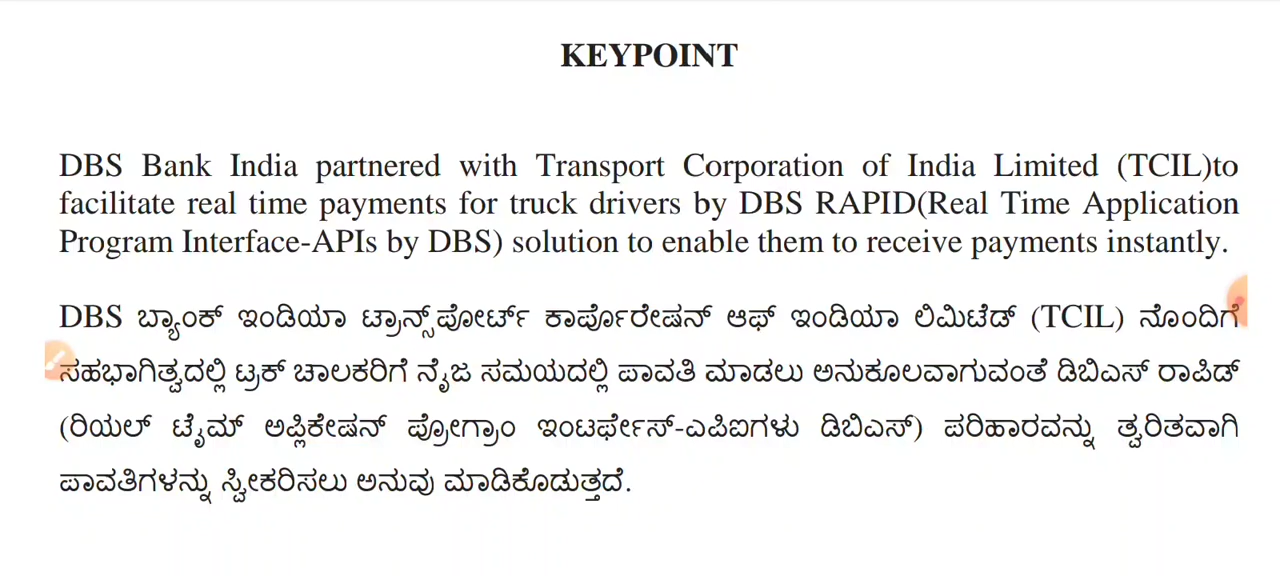 KEYPOINT
DBS Bank India partnered with Transport Corporation of India Limited (TCIL)to
facilitate real time payments for truck drivers by DBS RAPID(Real Time Application
Program Interface-APIs by DBS) solution to enable them to receive payments instantly.
DBS ಬ್ಯಾಂಕ್ ಇಂಡಿಯಾ ಟ್ರಾನ್ಸ್‌ಪೋರ್ಟ್ ಕಾರ್ಪೊರೇಷನ್ ಆಫ್ ಇಂಡಿಯಾ ಲಿಮಿಟೆಡ್ (TCIL) ನೊಂದಿಗೆ
ಸಹಭಾಗಿತ್ವದಲ್ಲಿ ಟ್ರಕ್ ಚಾಲಕರಿಗೆ ನೈಜ ಸಮಯದಲ್ಲಿ ಪಾವತಿ ಮಾಡಲು ಅನುಕೂಲವಾಗುವಂತೆ ಡಿಬಿಎಸ್ ರಾಪಿಡ್
(ರಿಯಲ್ ಟೈಮ್ ಅಪ್ಲಿಕೇಷನ್ ಪ್ರೋಗ್ರಾಂ ಇಂಟರ್ಫೇಸ್-ಎಪಿಐಗಳು ಡಿಬಿಎಸ್) ಪರಿಹಾರವನ್ನು ತ್ವರಿತವಾಗಿ
ಪಾವತಿಗಳನ್ನು ಸ್ವೀಕರಿಸಲು ಅನುವು ಮಾಡಿಕೊಡುತ್ತದೆ.